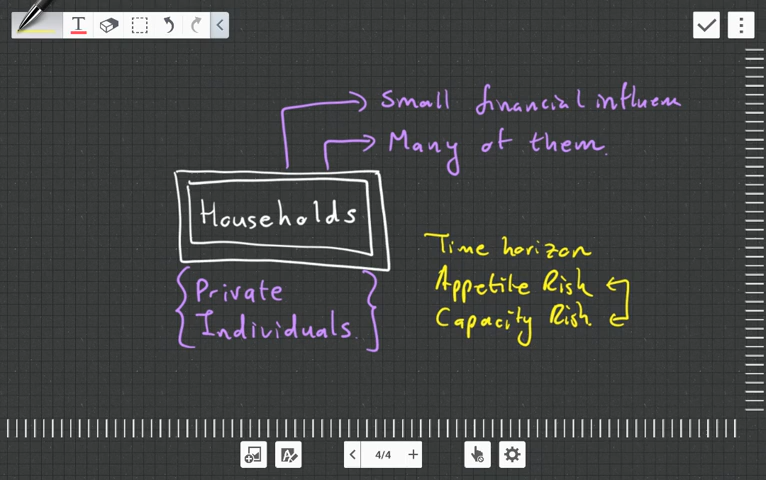 T
Small financial influen
Many of them.
Households
Time horizon
Private
Individuals.
Appetite Risk
Capacity Risk
4/4